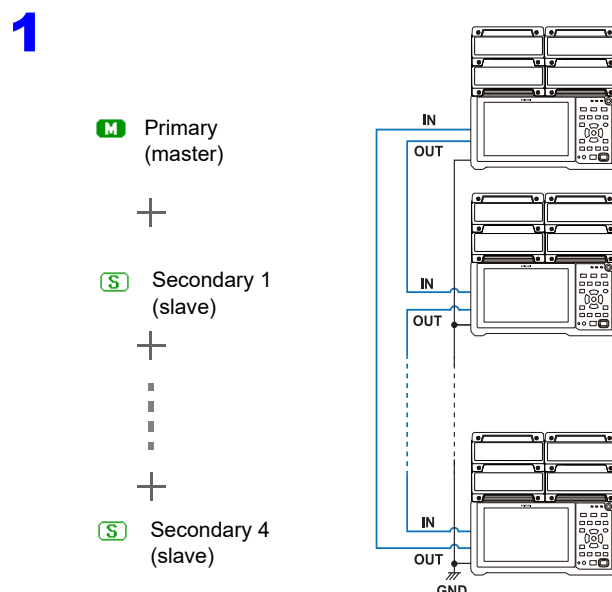 1
M Primary
(master)
S Secondary 1
(slave)
S Secondary 4
(slave)
IN
OUT
IN
OUT
IN
OUT
GND